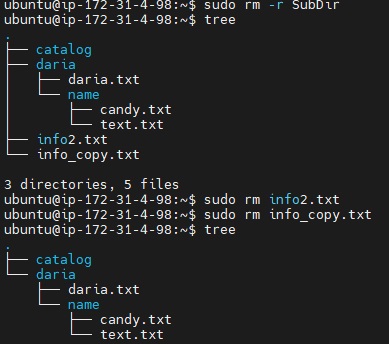 ubuntu@ip-172-31-4-98:~$ sudo rm -r SubDir
ubuntu@ip-172-31-4-98:~$ tree
.
├── catalog
├── daria
│   ├── daria.txt
│   └── name
│       ├── candy.txt
│       └── text.txt
├── info2.txt
└── info_copy.txt

3 directories, 5 files
ubuntu@ip-172-31-4-98:~$ sudo rm info2.txt
ubuntu@ip-172-31-4-98:~$ sudo rm info_copy.txt
ubuntu@ip-172-31-4-98:~$ tree
.
├── catalog
└── daria
    ├── daria.txt
    └── name
        ├── candy.txt
        └── text.txt